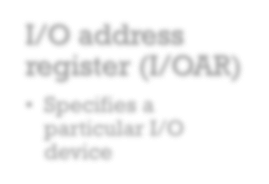 I/O address
register (I/OAR)
• Specifies a
particular I/O
device